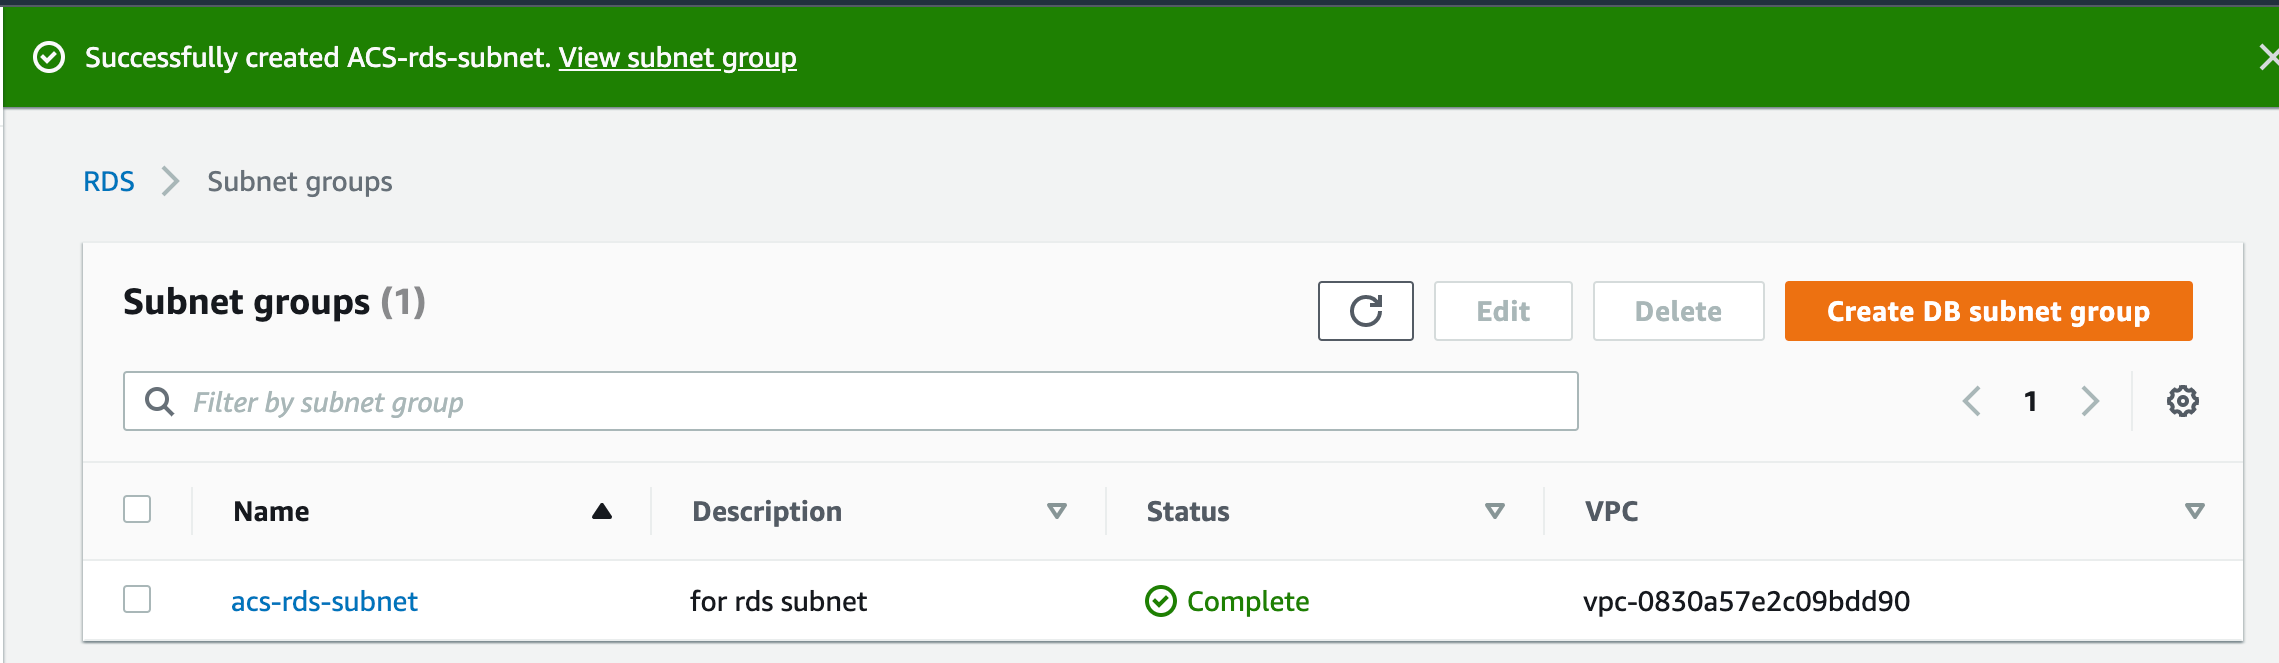 Successfully created ACS-rds-subnet. View subnet group
RDS Subnet groups
Subnet groups (1)
Edit Delete Create DB subnet group
Filter by subnet group
1
Name Description Status VPC
acs-rds-subnet for rds subnet Complete vpc-0830a57e2c09bdd90